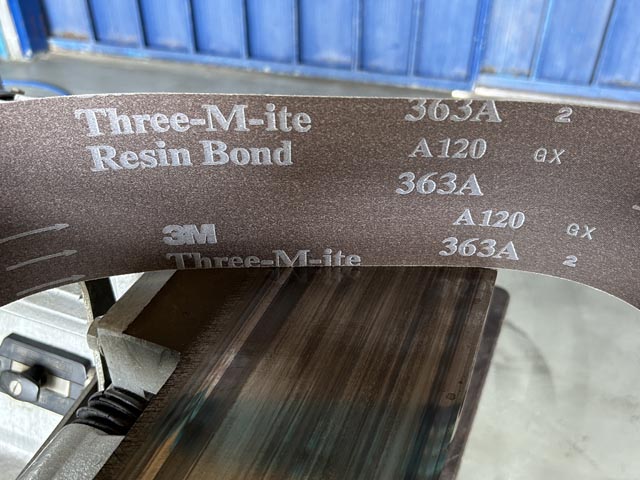 Three-M-ite
Resin Bond
3M
Three-M-ite
363A 2
A120 GX
363A
A120 GX
363A 2